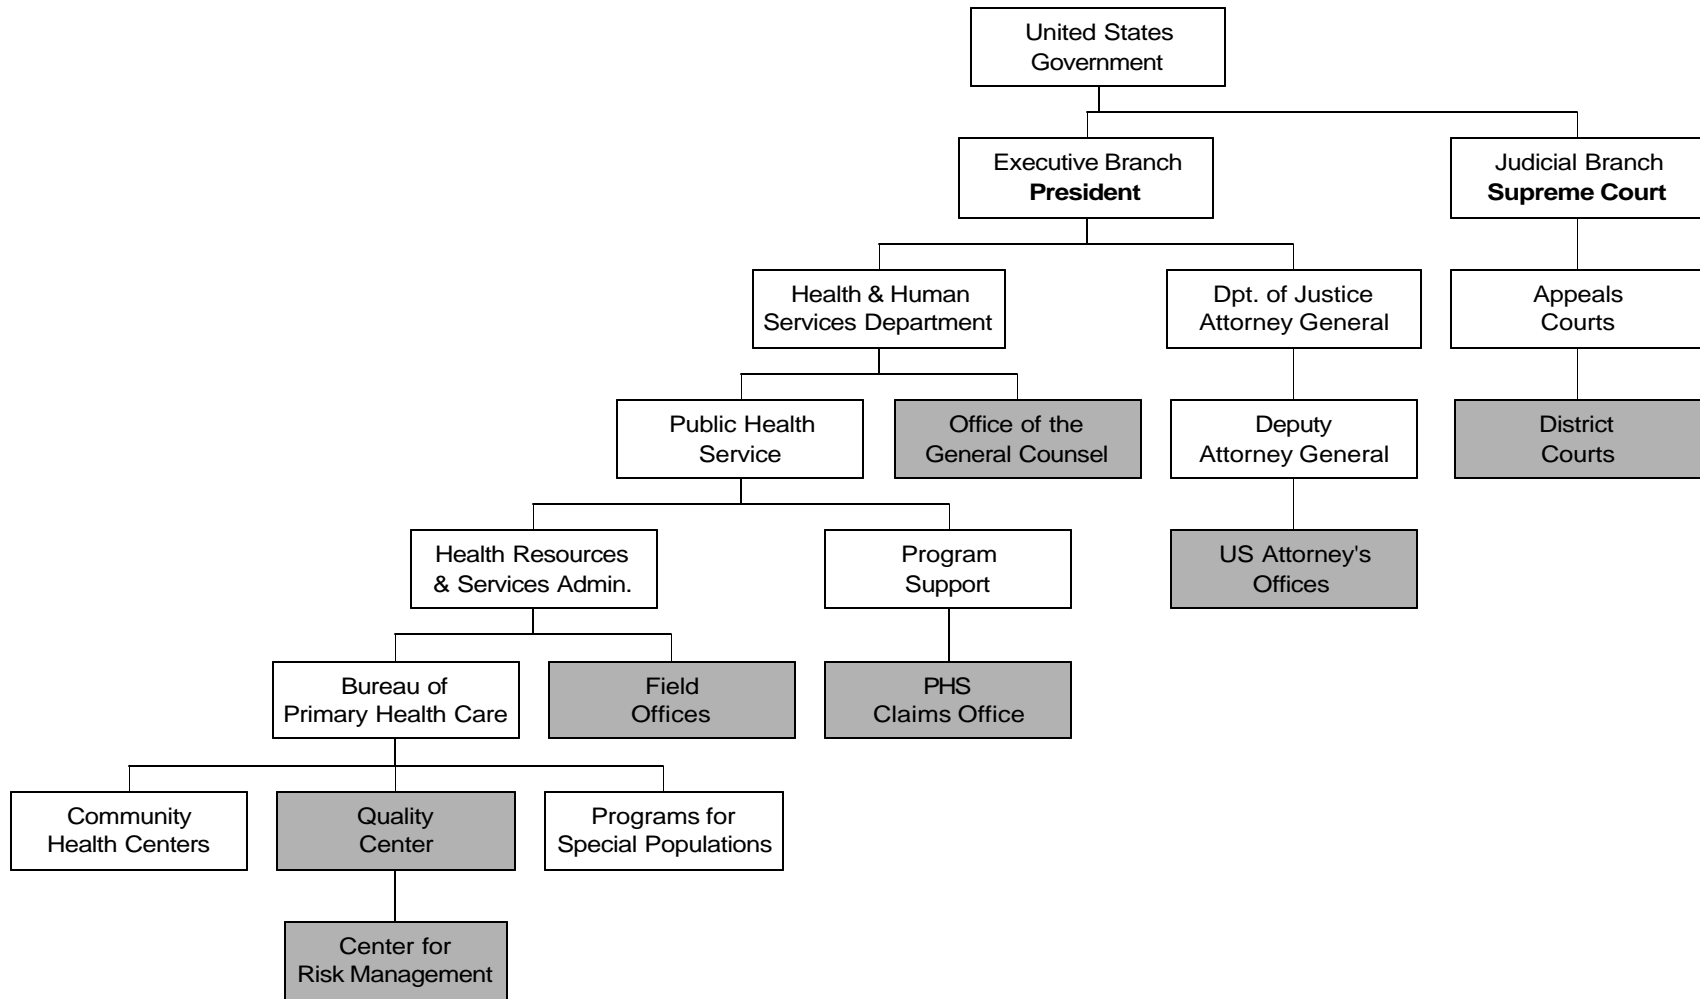 United States
Government
Executive Branch
President
Judicial Branch
Supreme Court
Health & Human
Services Department
Dpt. of Justice
Attorney General
Appeals
Courts
Public Health
Service
Office of the
General Counsel
Deputy
Attorney General
District
Courts
Health Resources
& Services Admin.
Program
Support
US Attorney's
Offices
Bureau of
Primary Health Care
Field
Offices
PHS
Claims Office
Community
Health Centers
Quality
Center
Programs for
Special Populations
Center for
Risk Management